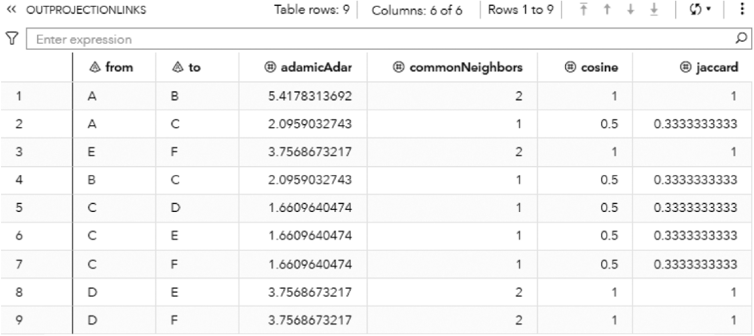 OUTPROJECTIONLINKS Table rows: 9 Columns: 6 of 6 Rows 1 to 9
Enter expression
from to adamicAdar commonNeighbors cosine jaccard
1 A B 5.4178313692 2 1 1
2 A C 2.0959032743 1 0.5 0.3333333333
3 E F 3.7568673217 2 1 1
4 B C 2.0959032743 1 0.5 0.3333333333
5 C D 1.6609640474 1 0.5 0.3333333333
6 C E 1.6609640474 1 0.5 0.3333333333
7 C F 1.6609640474 1 0.5 0.3333333333
8 D E 3.7568673217 2 1 1
9 D F 3.7568673217 2 1 1